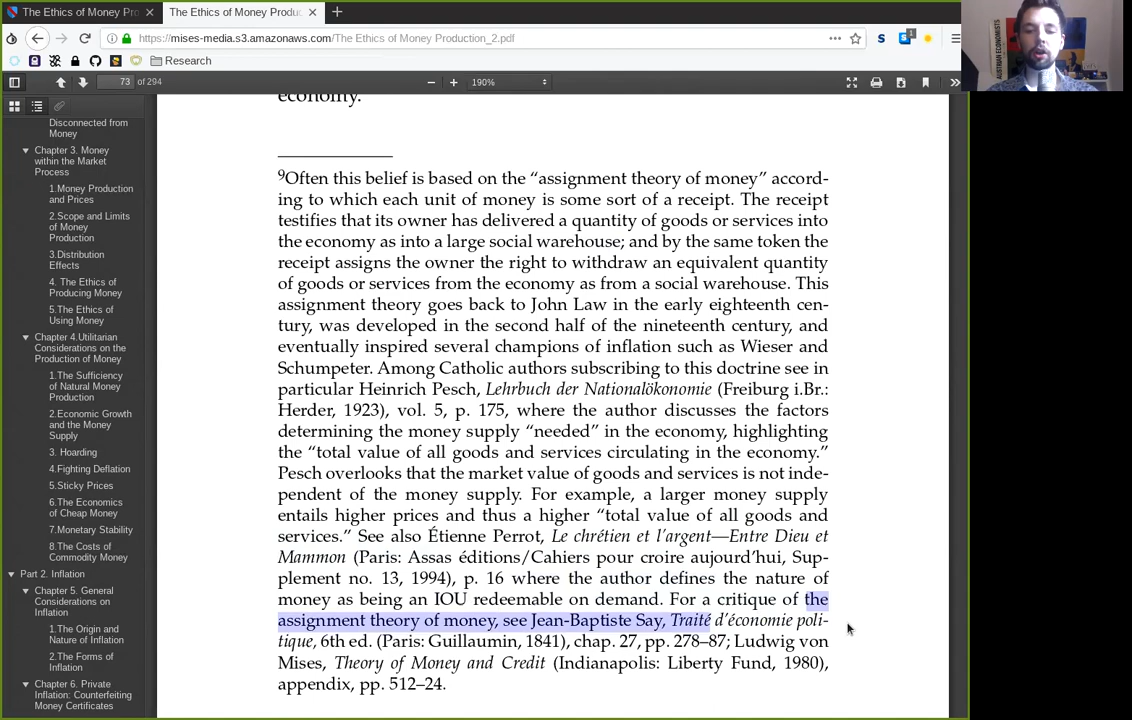 The Ethics of Money Pro
The Ethics of Money Produc
https://mises-media.s3.amazonaws.com/The Ethics of Money Production_2.pdf
S
1
Research
73 of 294
190%
Disconnected from
Money
Chapter 3. Money
within the Market
Process
1.Money Production
and Prices
2.Scope and Limits
of Money
Production
3.Distribution
Effects
4. The Ethics of
Producing Money
5.The Ethics of
Using Money
Chapter 4.Utilitarian
Considerations on the
Production of Money
1.The Sufficiency
of Natural Money
Production
2.Economic Growth
and the Money
Supply
3. Hoarding
4.Fighting Deflation
5.Sticky Prices
6.The Economics
of Cheap Money
7.Monetary Stability
8.The Costs of
Commodity Money
Part 2. Inflation
Chapter 5. General
Considerations on
Inflation
1.The Origin and
Nature of Inflation
2.The Forms of
Inflation
Chapter 6. Private
Inflation: Counterfeiting
Money Certificates
economy.
9Often this belief is based on the “assignment theory of money” accord-
ing to which each unit of money is some sort of a receipt. The receipt
testifies that its owner has delivered a quantity of goods or services into
the economy as into a large social warehouse; and by the same token the
receipt assigns the owner the right to withdraw an equivalent quantity
of goods or services from the economy as from a social warehouse. This
assignment theory goes back to John Law in the early eighteenth cen-
tury, was developed in the second half of the nineteenth century, and
eventually inspired several champions of inflation such as Wieser and
Schumpeter. Among Catholic authors subscribing to this doctrine see in
particular Heinrich Pesch, Lehrbuch der Nationalökonomie (Freiburg i.Br.:
Herder, 1923), vol. 5, p. 175, where the author discusses the factors
determining the money supply “needed” in the economy, highlighting
the “total value of all goods and services circulating in the economy.”
Pesch overlooks that the market value of goods and services is not inde-
pendent of the money supply. For example, a larger money supply
entails higher prices and thus a higher “total value of all goods and
services.” See also Étienne Perrot, Le chrétien et l’argent—Entre Dieu et
Mammon (Paris: Assas éditions/Cahiers pour croire aujourd’hui, Sup-
plement no. 13, 1994), p. 16 where the author defines the nature of
money as being an IOU redeemable on demand. For a critique of the
assignment theory of money, see Jean-Baptiste Say, Traité d’économie poli-
tique, 6th ed. (Paris: Guillaumin, 1841), chap. 27, pp. 278–87; Ludwig von
Mises, Theory of Money and Credit (Indianapolis: Liberty Fund, 1980),
appendix, pp. 512–24.
AUSTRIAN ECONOMISTS